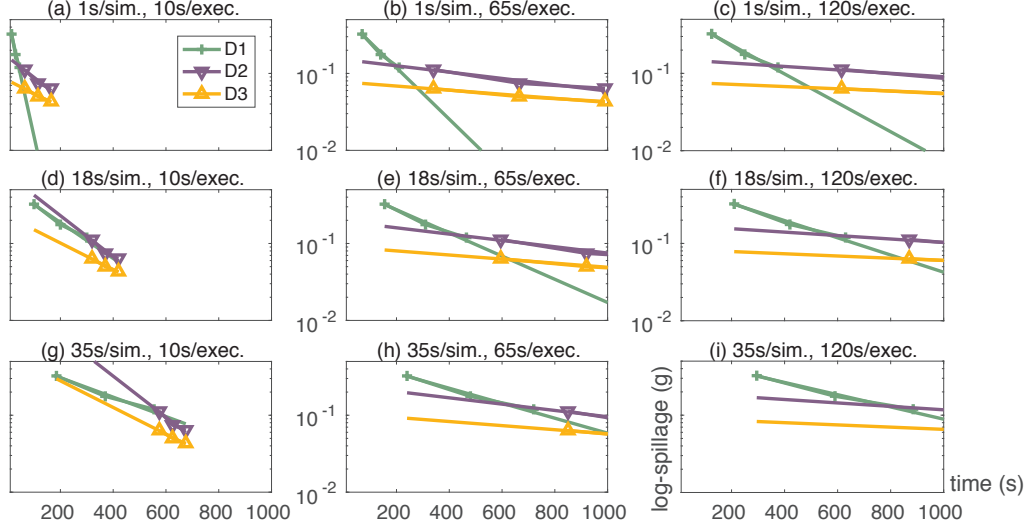 (a) 1s/sim., 10s/exec.
(b) 1s/sim., 65s/exec.
(c) 1s/sim., 120s/exec.
D1
D2
D3
10-1
10-2
10-1
10-2
(d) 18s/sim., 10s/exec.
(e) 18s/sim., 65s/exec.
(f) 18s/sim., 120s/exec.
10-1
10-2
10-1
10-2
(g) 35s/sim., 10s/exec.
(h) 35s/sim., 65s/exec.
(i) 35s/sim., 120s/exec.
10-1
10-2
log-spillage (g)
time (s)
200 400 600 800 1000
200 400 600 800 1000
200 400 600 800 1000